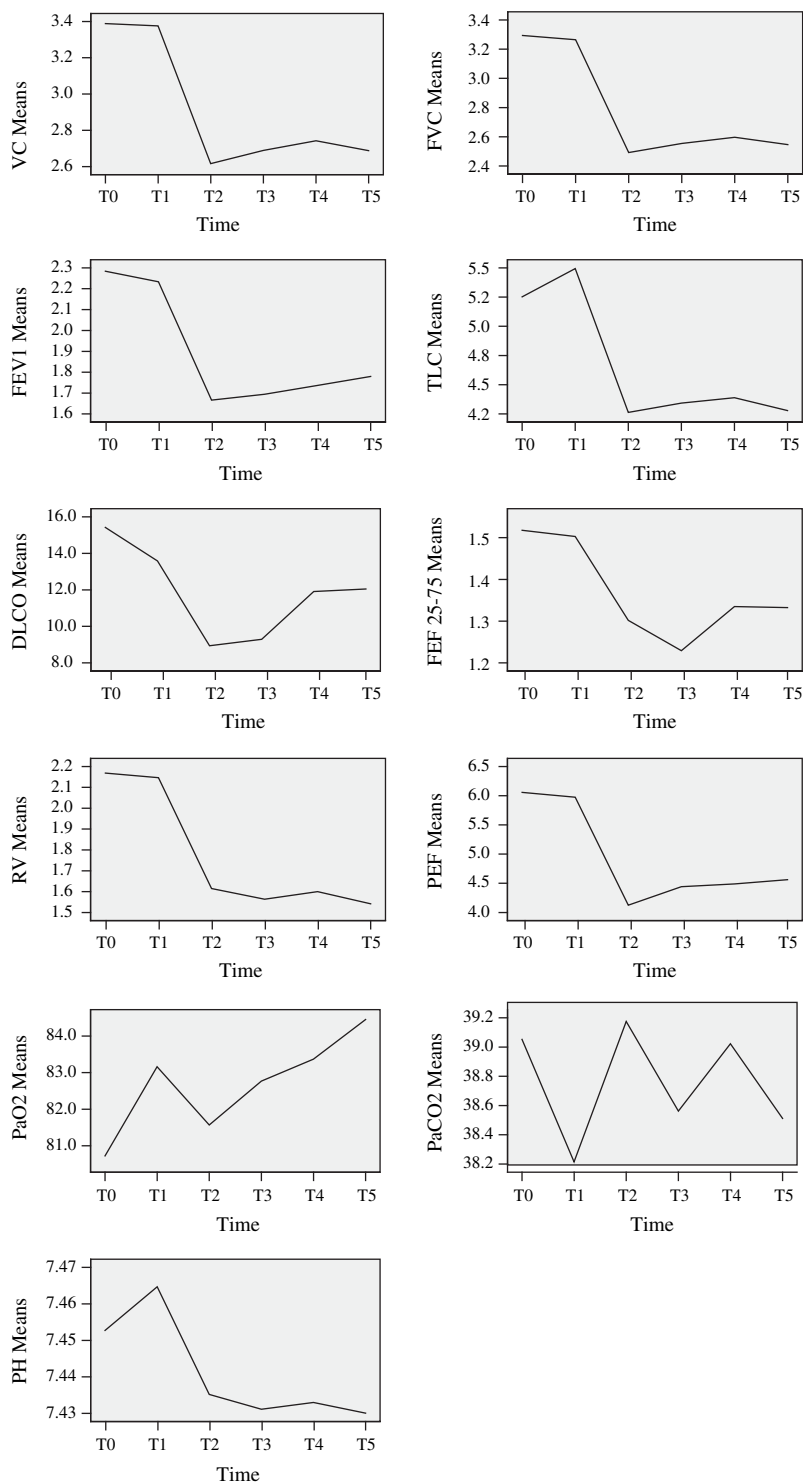 VC Means
3.4
3.2
3.0
2.8
2.6
T0 T1 T2 T3 T4 T5
Time
FVC Means
3.4
3.2
3.0
2.8
2.6
2.4
T0 T1 T2 T3 T4 T5
Time
FEV1 Means
2.3
2.2
2.1
2.0
1.9
1.8
1.7
1.6
T0 T1 T2 T3 T4 T5
Time
TLC Means
5.5
5.2
5.0
4.8
4.5
4.2
T0 T1 T2 T3 T4 T5
Time
DLCO Means
16.0
14.0
12.0
10.0
8.0
T0 T1 T2 T3 T4 T5
Time
FEF 25-75 Means
1.5
1.4
1.3
1.2
T0 T1 T2 T3 T4 T5
Time
RV Means
2.2
2.1
2.0
1.9
1.8
1.7
1.6
1.5
T0 T1 T2 T3 T4 T5
Time
PEF Means
6.5
6.0
5.5
5.0
4.5
4.0
T0 T1 T2 T3 T4 T5
Time
PaO2 Means
84.0
83.0
82.0
81.0
T0 T1 T2 T3 T4 T5
Time
PaCO2 Means
39.2
39.0
38.8
38.6
38.4
38.2
T0 T1 T2 T3 T4 T5
Time
PH Means
7.47
7.46
7.45
7.44
7.43
T0 T1 T2 T3 T4 T5
Time